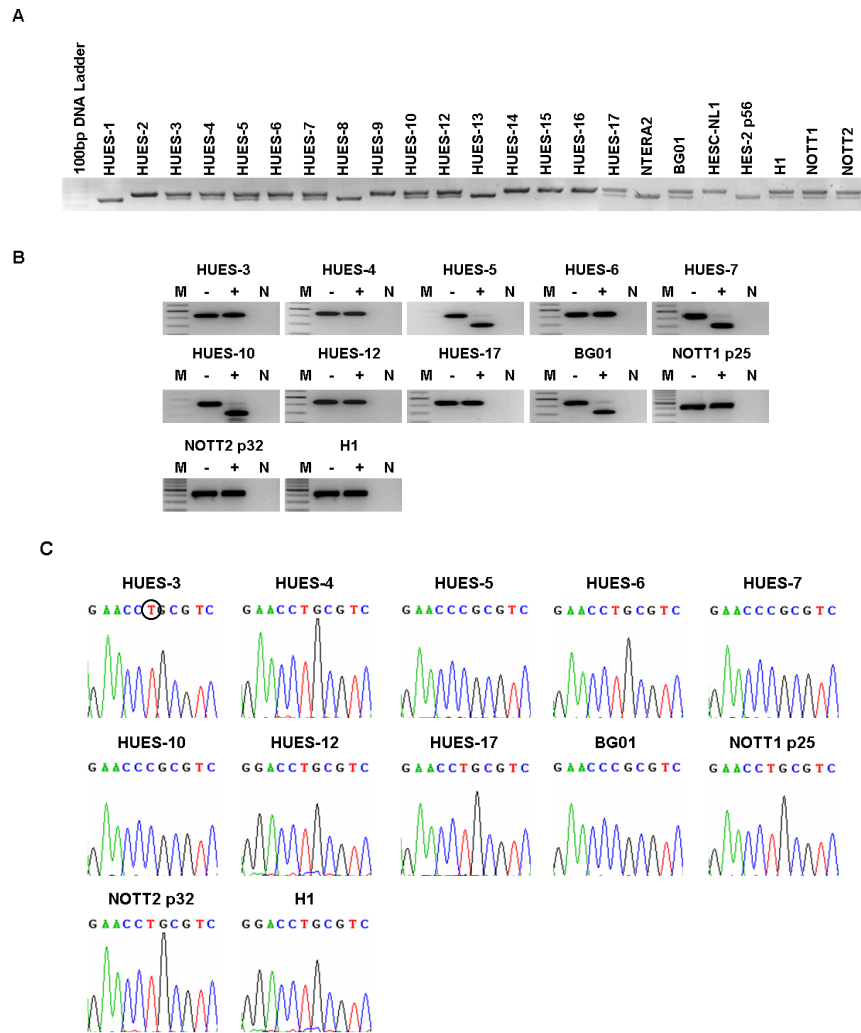 A
100bp DNA Ladder
HUES-1
HUES-2
HUES-3
HUES-4
HUES-5
HUES-6
HUES-7
HUES-8
HUES-9
HUES-10
HUES-12
HUES-13
HUES-14
HUES-15
HUES-16
HUES-17
NTERA2
BG01
HESC-NL1
HES-2 p56
H1
NOTT1
NOTT2
B
HUES-3 HUES-4 HUES-5 HUES-6 HUES-7
M - + N M - + N M - + N M - + N M - + N
HUES-10 HUES-12 HUES-17 BG01 NOTT1 p25
M - + N M - + N M - + N M - + N M - + N
NOTT2 p32 H1
M - + N M - + N
C
HUES-3 HUES-4 HUES-5 HUES-6 HUES-7
GAACCTGCGTC GAACCTGCGTC GAACCCGCGTC GAACCTGCGTC GAACCCGCGTC
HUES-10 HUES-12 HUES-17 BG01 NOTT1 p25
GAACCCGCGTC GGACCTGCGTC GAACCTGCGTC GAACCCGCGTC GAACCTGCGTC
NOTT2 p32 H1
GAACCTGCGTC GGACCTGCGTC